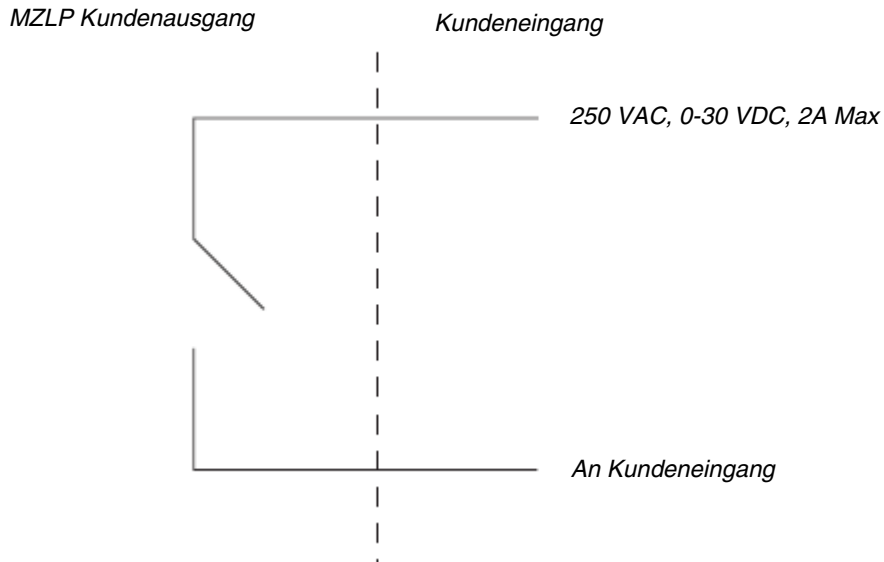 MZLP Kundenausgang
Kundeneingang
250 VAC, 0-30 VDC, 2A Max
An Kundeneingang